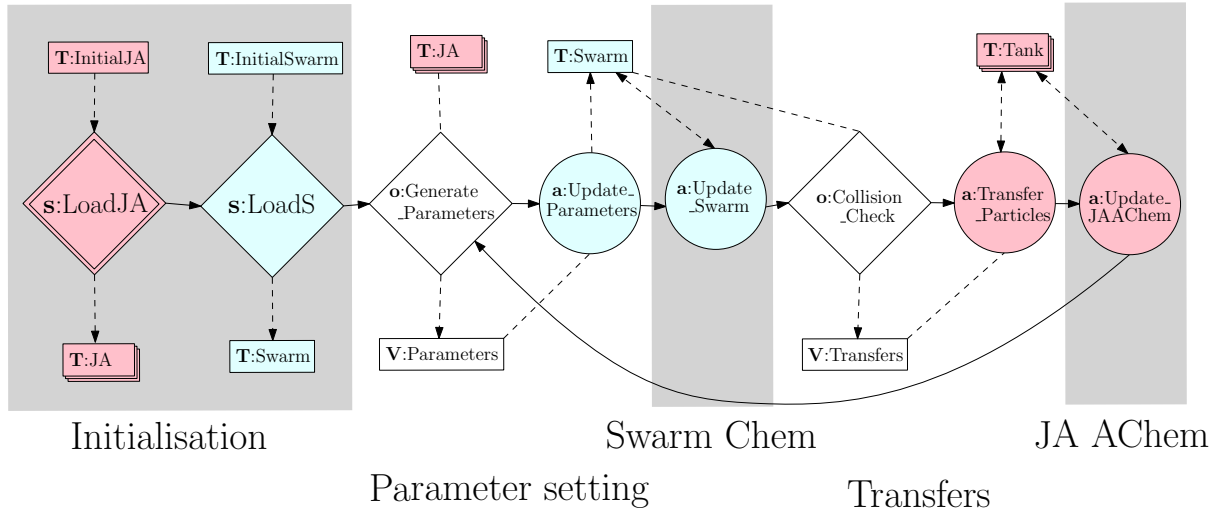 T:InitialJA
T:InitialSwarm
T:JA
T:Swarm
T:Tank
s:LoadJA
s:LoadS
o:Generate
_Parameters
a:Update_
Parameters
a:Update
_Swarm
o:Collision
_Check
a:Transfer
_Particles
a:Update_
JAAChem
T:JA
T:Swarm
V:Parameters
V:Transfers
Initialisation
Swarm Chem
JA AChem
Parameter setting
Transfers